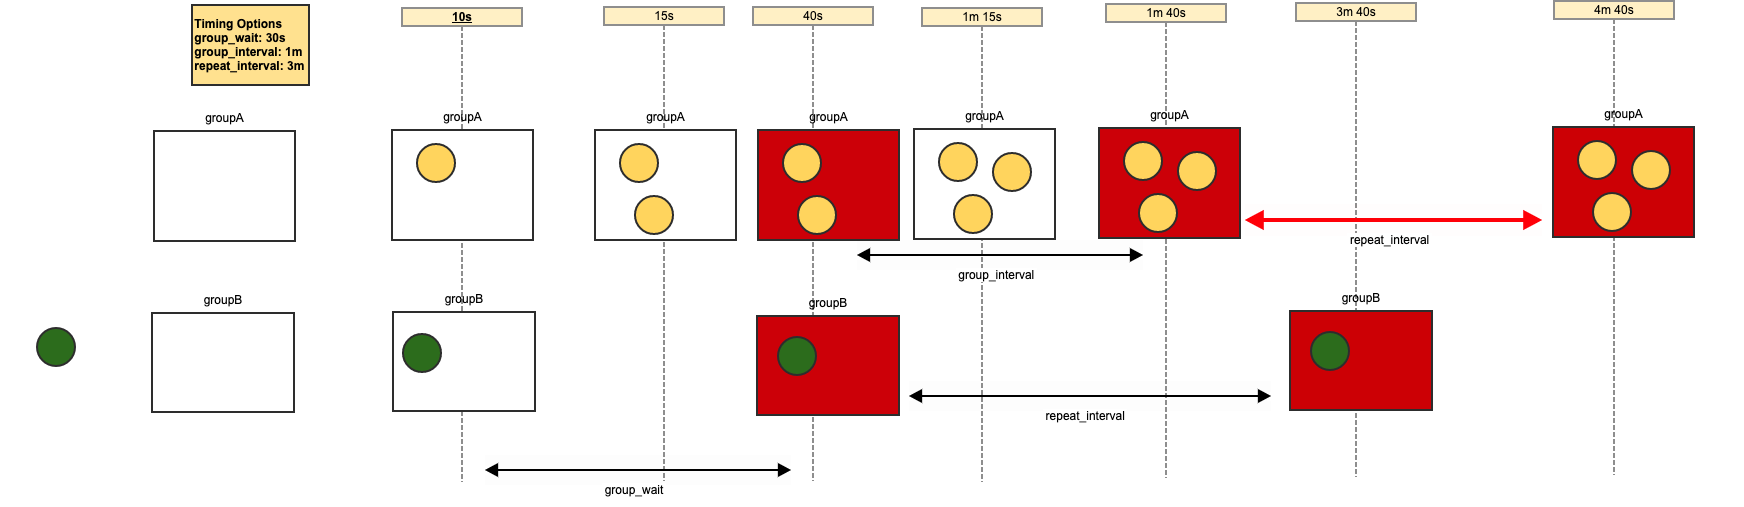 Timing Options
group_wait: 30s
group_interval: 1m
repeat_interval: 3m
10s
15s
40s
1m 15s
1m 40s
3m 40s
4m 40s
groupA
groupA
groupA
groupA
groupA
groupA
groupA
repeat_interval
group_interval
groupB
groupB
groupB
groupB
repeat_interval
group_wait